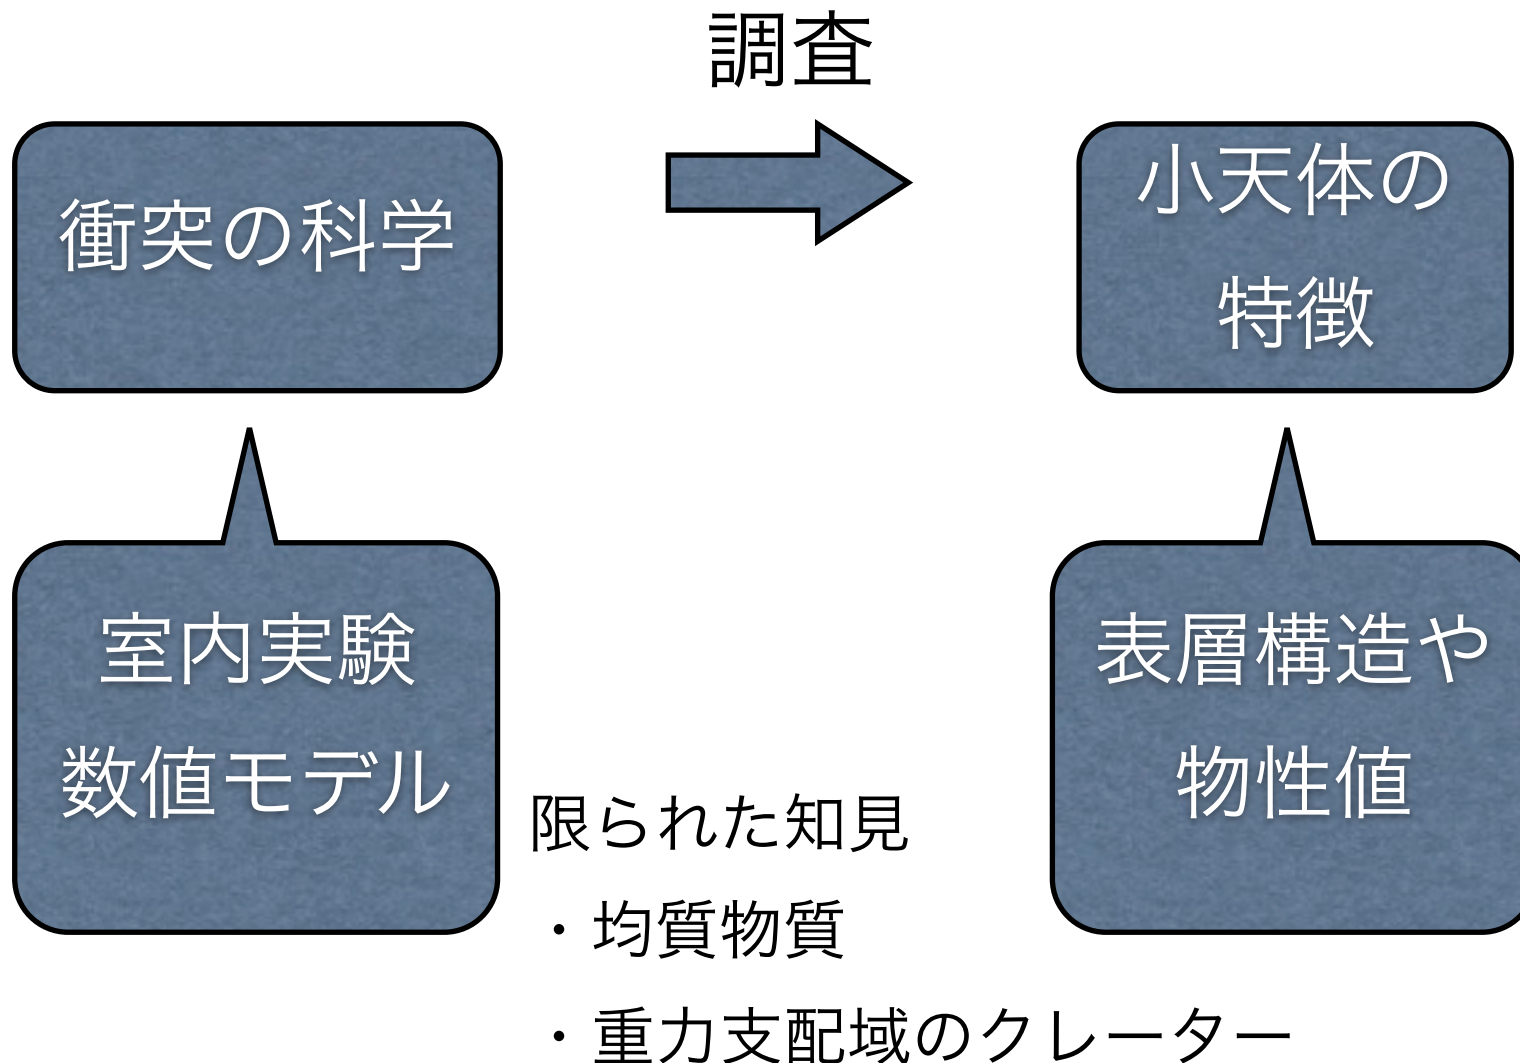 調査
衝突の科学
小天体の
特徴
室内実験
数値モデル
表層構造や
物性値
限られた知見
・均質物質
・重力支配域のクレーター